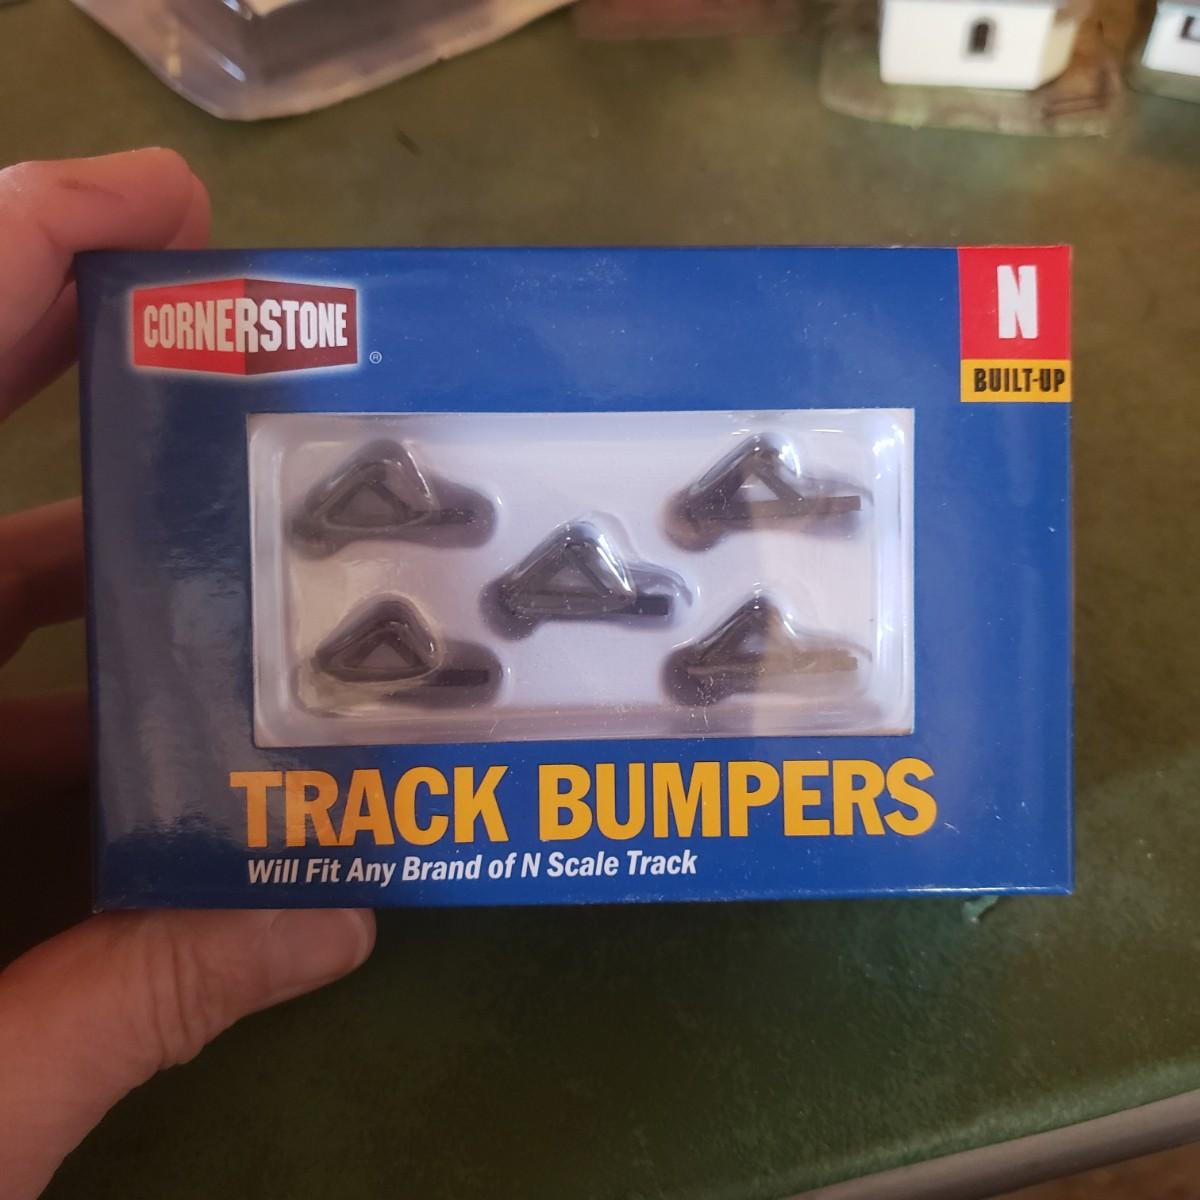 CORNERSTONE
®
N
BUILT-UP
TRACK BUMPERS
Will Fit Any Brand of N Scale Track